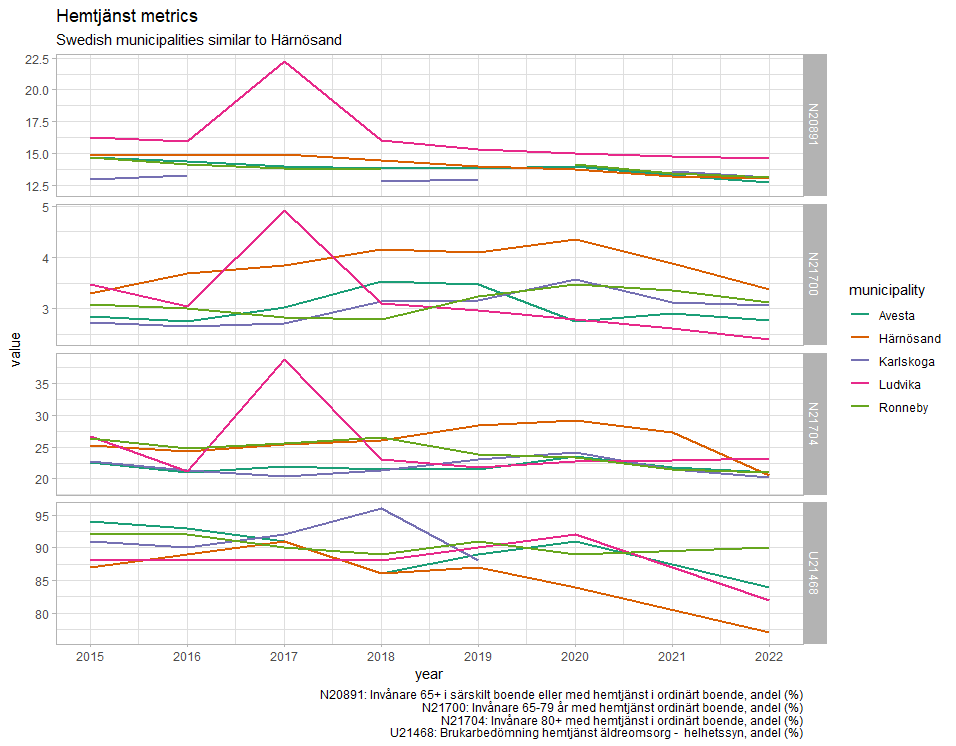 Hemtjänst metrics
Swedish municipalities similar to Härnösand
22.5
20.0
17.5
15.0
12.5
N20891
5
4
3
N21700
35
30
25
20
N21704
95
90
85
80
U21468
value
2015 2016 2017 2018 2019 2020 2021 2022
year
municipality
Avesta
Härnösand
Karlskoga
Ludvika
Ronneby
N20891: Invånare 65+ i särskilt boende eller med hemtjänst i ordinärt boende, andel (%)
N21700: Invånare 65-79 år med hemtjänst i ordinärt boende, andel (%)
N21704: Invånare 80+ med hemtjänst i ordinärt boende, andel (%)
U21468: Brukarbedömning hemtjänst äldreomsorg - helhetssyn, andel (%)